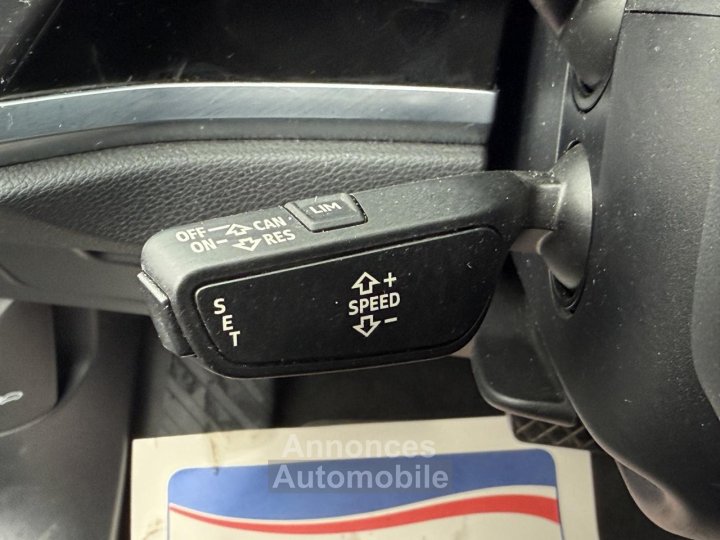 LIM
OFF CAN
ON RES
SET
+
SPEED
-
Annonces
Automobile